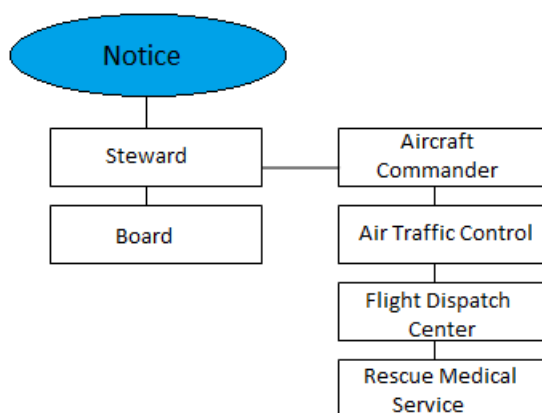 Notice
Steward
Board
Aircraft
Commander
Air Traffic Control
Flight Dispatch
Center
Rescue Medical
Service